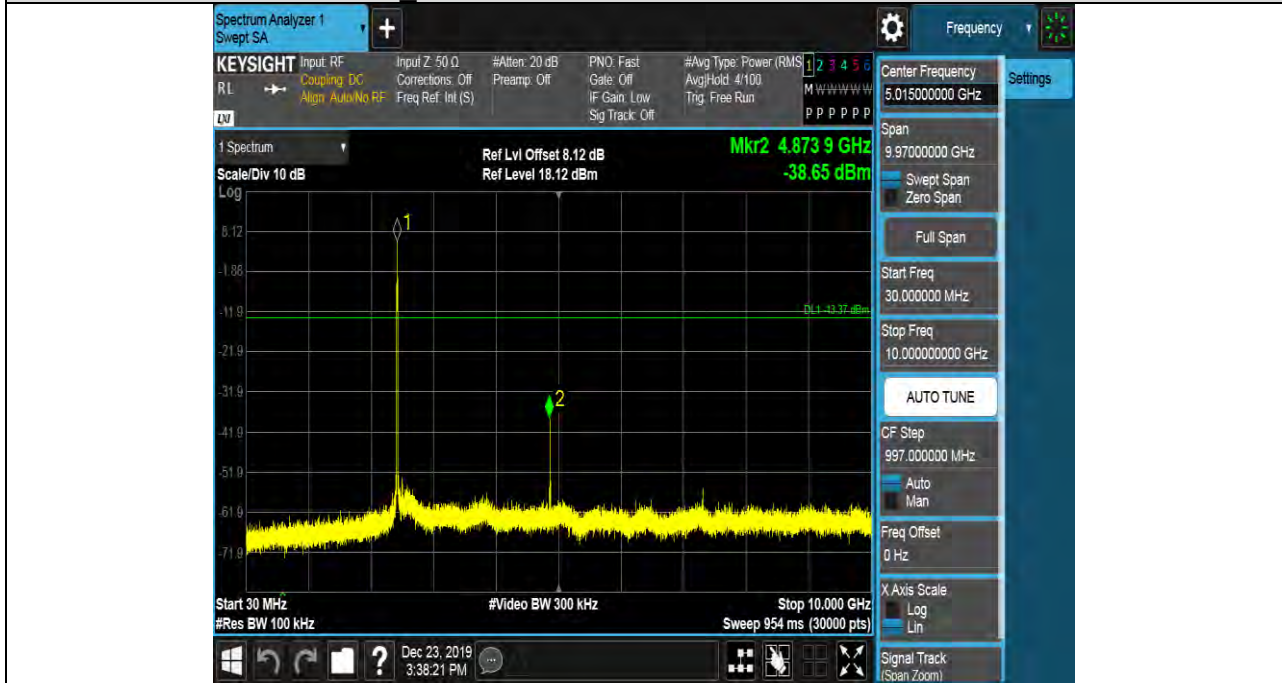 Spectrum Analyzer 1
Swept SA
Frequency
KEYSIGHT Input: RF Input Z: 50 Ω #Atten: 20 dB PNO: Fast #Avg Type: Power (RMS 1 2 3 4 5 6
RL Coupling: DC Corrections: Off Preamp: Off Gate: Off Avg|Hold: 4/100 M W W W W W
Align: Auto/No RF Freq Ref: Int (S) IF Gain: Low Trig: Free Run
LXI Sig Track: Off P P P P P P
1 Spectrum
Scale/Div 10 dB
Ref Lvl Offset 8.12 dB
Ref Level 18.12 dBm
Mkr2 4.873 9 GHz
-38.65 dBm
Log
1
8.12
-1.88
-11.9
DL1 -13.37 dBm
-21.9
-31.9
2
-41.9
-51.9
-61.9
-71.9
Start 30 MHz #Video BW 300 kHz Stop 10.000 GHz
#Res BW 100 kHz Sweep 954 ms (30000 pts)
Dec 23, 2019
3:38:21 PM
Center Frequency
5.015000000 GHz
Settings
Span
9.97000000 GHz
Swept Span
Zero Span
Full Span
Start Freq
30.000000 MHz
Stop Freq
10.000000000 GHz
AUTO TUNE
CF Step
997.000000 MHz
Auto
Man
Freq Offset
0 Hz
X Axis Scale
Log
Lin
Signal Track
(Span Zoom)